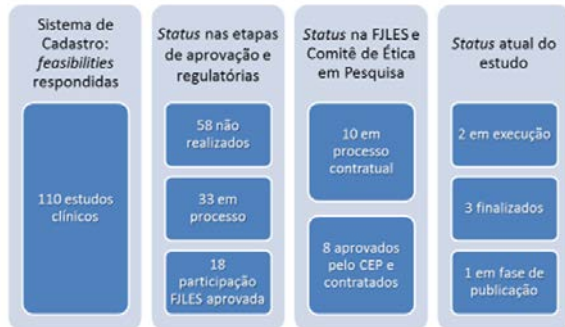 Sistema de
Cadastro:
feasibilities
respondidas
110 estudos
clínicos
Status nas etapas
de aprovação e
regulatórias
58 não
realizados
33 em
processo
18
participação
FJLES aprovada
Status na FJLES e
Comitê de Ética
em Pesquisa
10 em
processo
contratual
8 aprovados
pelo CEP e
contratados
Status atual do
estudo
2 em execução
3 finalizados
1 em fase de
publicação